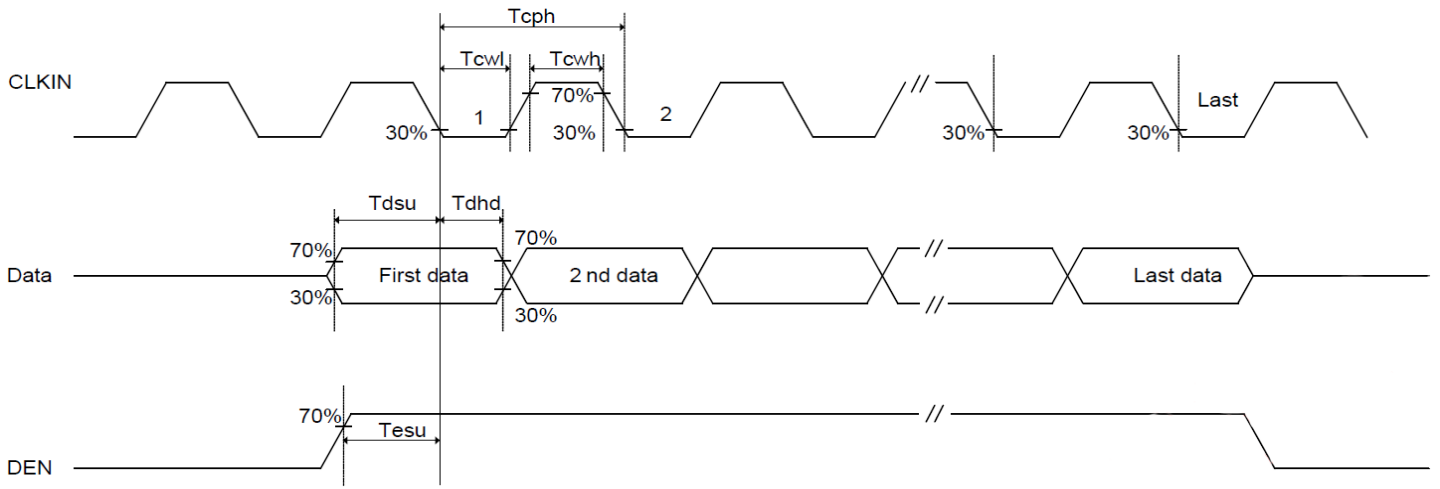 Tcph
Tcwl
Tcwh
CLKIN
70%
1
2
Last
30%
30%
30%
30%
Tdsu
Tdhd
70%
70%
Data
First data
2 nd data
Last data
30%
30%
70%
Tesu
DEN